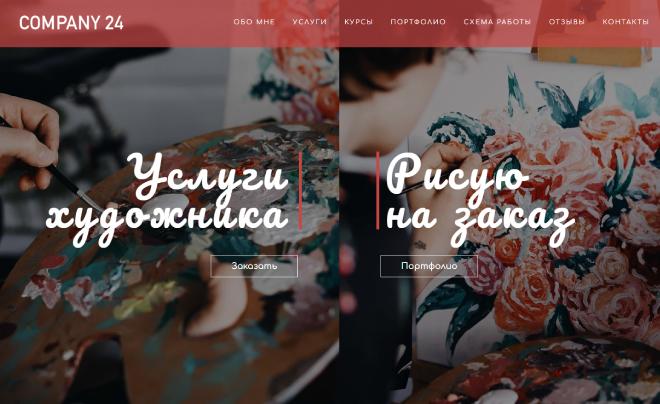 COMPANY 24
ОБО МНЕ УСЛУГИ КУРСЫ ПОРТФОЛИО СХЕМА РАБОТЫ ОТЗЫВЫ КОНТАКТЫ
Услуги
художника
Заказать
Рисую
на заказ
Портфолио